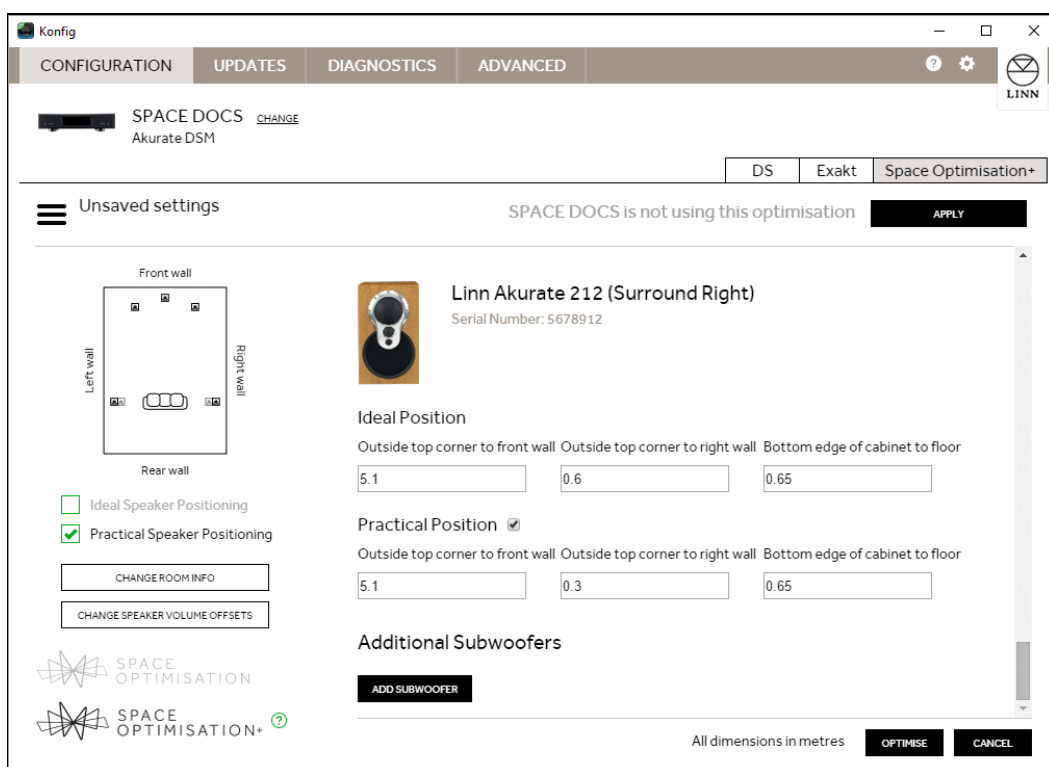 Konfig
CONFIGURATION UPDATES DIAGNOSTICS ADVANCED ?
LINN
SPACE DOCS CHANGE
Akurate DSM
DS Exakt Space Optimisation+
Unsaved settings SPACE DOCS is not using this optimisation APPLY
Front wall
Left wall
Right wall
Rear wall
Ideal Speaker Positioning
Practical Speaker Positioning
CHANGE ROOM INFO
CHANGE SPEAKER VOLUME OFFSETS
SPACE
OPTIMISATION
SPACE
OPTIMISATION+ ?
Linn Akurate 212 (Surround Right)
Serial Number: 5678912
Ideal Position
Outside top corner to front wall Outside top corner to right wall Bottom edge of cabinet to floor
5.1 0.6 0.65
Practical Position
Outside top corner to front wall Outside top corner to right wall Bottom edge of cabinet to floor
5.1 0.3 0.65
Additional Subwoofers
ADD SUBWOOFER
All dimensions in metres OPTIMISE CANCEL